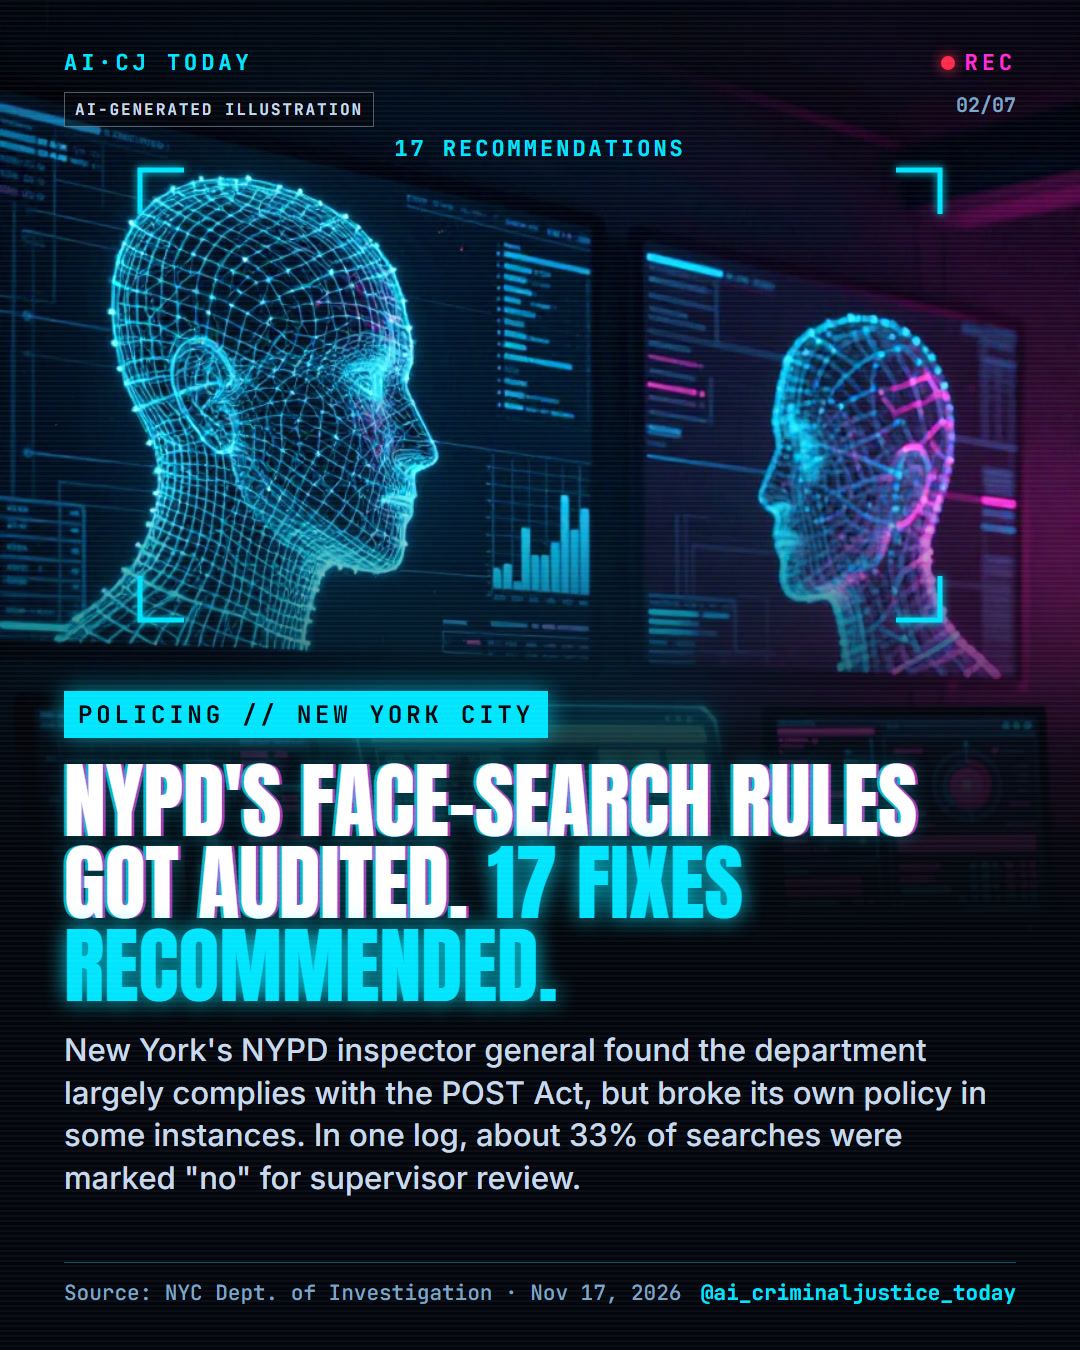 AI·CJ TODAY
REC
AI-GENERATED ILLUSTRATION
02/07
17 RECOMMENDATIONS
POLICING // NEW YORK CITY
NYPD'S FACE-SEARCH RULES
GOT AUDITED. 17 FIXES
RECOMMENDED.
New York's NYPD inspector general found the department
largely complies with the POST Act, but broke its own policy in
some instances. In one log, about 33% of searches were
marked "no" for supervisor review.
Source: NYC Dept. of Investigation · Nov 17, 2026 @ai_criminaljustice_today